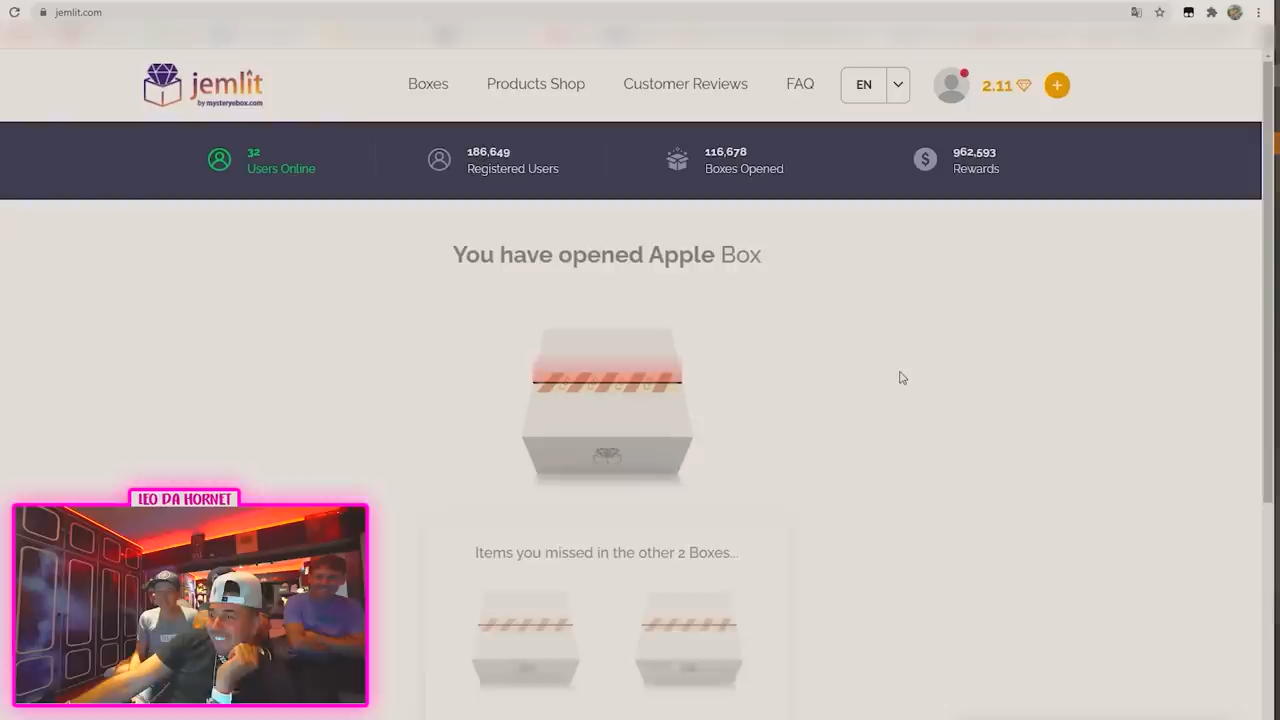 jemlit.com
jemlit
by mysteryebox.com
Boxes
Products Shop
Customer Reviews
FAQ
EN
2.11
32
Users Online
186,649
Registered Users
116,678
Boxes Opened
962,593
Rewards
You have opened Apple Box
LEO DA HORNET
Items you missed in the other 2 Boxes...